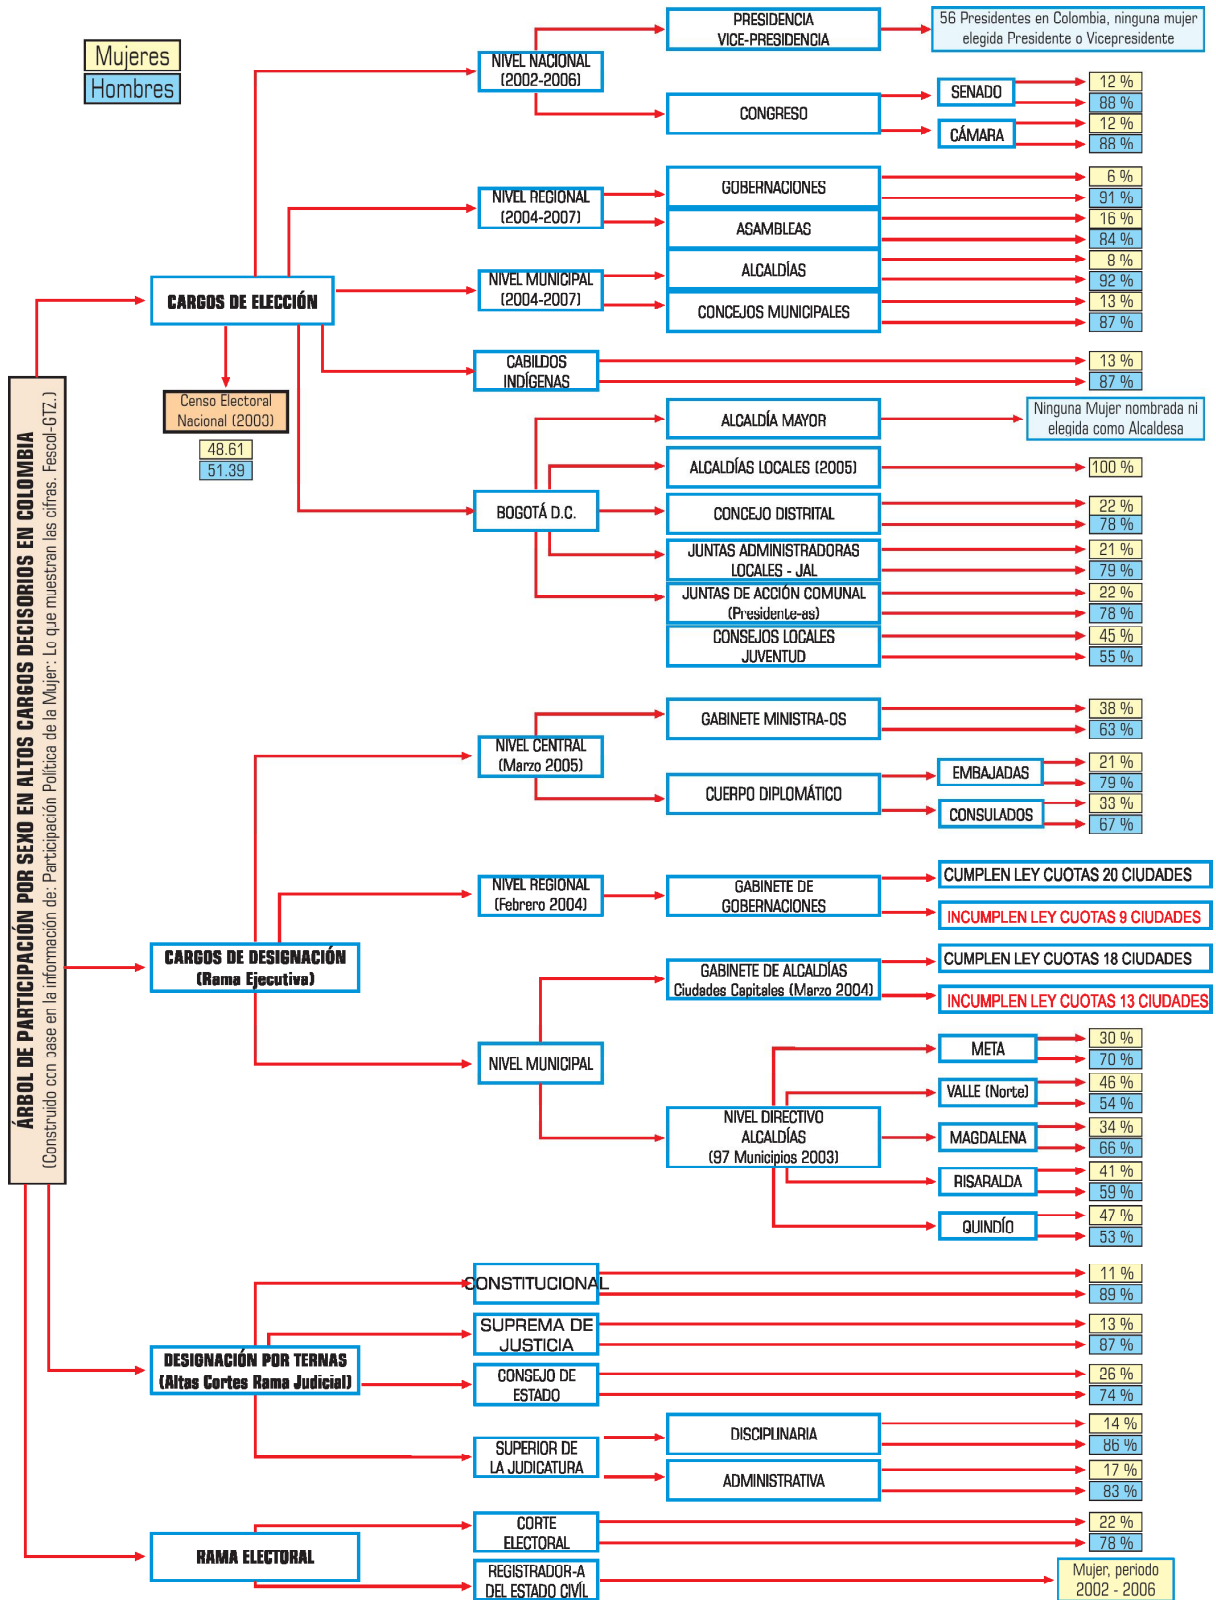 Mujeres
Hombres
ÁRBOL DE PARTICIPACIÓN POR SEXO EN ALTOS CARGOS DECISORIOS EN COLOMBIA
(Construido con base en la información de: Participación Política de la Mujer: Lo que muestran las cifras. Fescol-GTZ.)
CARGOS DE ELECCIÓN
Censo Electoral
Nacional (2003)
48.61
51.39
NIVEL NACIONAL
(2002-2006)
PRESIDENCIA
VICE-PRESIDENCIA
56 Presidentes en Colombia, ninguna mujer
elegida Presidente o Vicepresidente
CONGRESO
SENADO
12 %
88 %
CÁMARA
12 %
88 %
NIVEL REGIONAL
(2004-2007)
GOBERNACIONES
6 %
91 %
ASAMBLEAS
16 %
84 %
NIVEL MUNICIPAL
(2004-2007)
ALCALDÍAS
8 %
92 %
CONCEJOS MUNICIPALES
13 %
87 %
CABILDOS
INDÍGENAS
13 %
87 %
BOGOTÁ D.C.
ALCALDÍA MAYOR
Ninguna Mujer nombrada ni
elegida como Alcaldesa
ALCALDÍAS LOCALES (2005)
100 %
CONCEJO DISTRITAL
22 %
78 %
JUNTAS ADMINISTRADORAS
LOCALES - JAL
21 %
79 %
JUNTAS DE ACCIÓN COMUNAL
(Presidente-as)
22 %
78 %
CONSEJOS LOCALES
JUVENTUD
45 %
55 %
CARGOS DE DESIGNACIÓN
(Rama Ejecutiva)
NIVEL CENTRAL
(Marzo 2005)
GABINETE MINISTRA-OS
38 %
63 %
CUERPO DIPLOMÁTICO
EMBAJADAS
21 %
79 %
CONSULADOS
33 %
67 %
NIVEL REGIONAL
(Febrero 2004)
GABINETE DE
GOBERNACIONES
CUMPLEN LEY CUOTAS 20 CIUDADES
INCUMPLEN LEY CUOTAS 9 CIUDADES
NIVEL MUNICIPAL
GABINETE DE ALCALDÍAS
Ciudades Capitales (Marzo 2004)
CUMPLEN LEY CUOTAS 18 CIUDADES
INCUMPLEN LEY CUOTAS 13 CIUDADES
NIVEL DIRECTIVO
ALCALDÍAS
(97 Municipios 2003)
META
30 %
70 %
VALLE (Norte)
46 %
54 %
MAGDALENA
34 %
66 %
RISARALDA
41 %
59 %
QUINDÍO
47 %
53 %
DESIGNACIÓN POR TERNAS
(Altas Cortes Rama Judicial)
CONSTITUCIONAL
11 %
89 %
SUPREMA DE
JUSTICIA
13 %
87 %
CONSEJO DE
ESTADO
26 %
74 %
SUPERIOR DE
LA JUDICATURA
DISCIPLINARIA
14 %
86 %
ADMINISTRATIVA
17 %
83 %
RAMA ELECTORAL
CORTE
ELECTORAL
22 %
78 %
REGISTRADOR-A
DEL ESTADO CIVÍL
Mujer, periodo
2002 - 2006